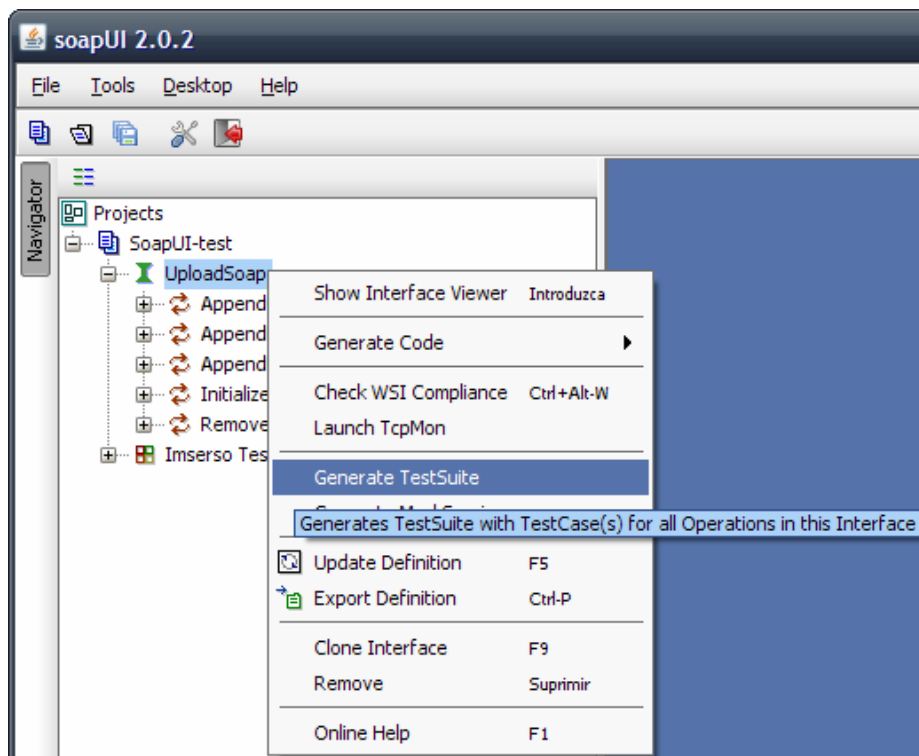 soapUI 2.0.2
File Tools Desktop Help
Navigator
Projects
SoapUI-test
UploadSoap
Append
Append
Append
Initialize
Remove
Imserso Tes
Show Interface Viewer Introduzca
Generate Code
Check WSI Compliance Ctrl+Alt-W
Launch TcpMon
Generate TestSuite
Generates TestSuite with TestCase(s) for all Operations in this Interface
Update Definition F5
Export Definition Ctrl-P
Clone Interface F9
Remove Suprimir
Online Help F1